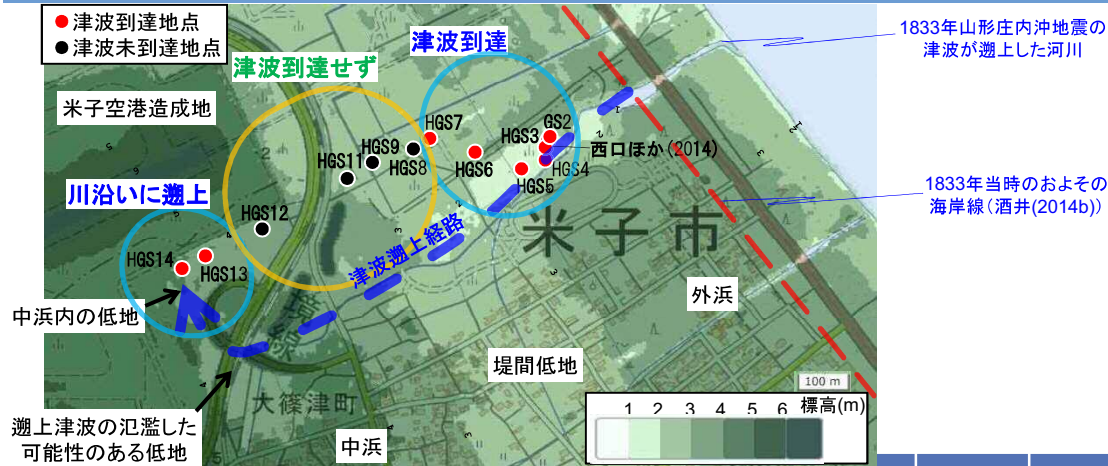 津波到達地点
津波未到達地点
津波到達せず
津波到達
1833年山形庄内沖地震の
津波が遡上した河川
米子空港造成地
HGS7
GS2
HGS3
HGS9
HGS8
西口ほか(2014)
HGS11
HGS6
HGS4
HGS5
1833年当時のおよその
海岸線(酒井(2014b))
川沿いに遡上
HGS12
米子市
津波遡上経路
HGS14
HGS13
外浜
中浜内の低地
堤間低地
100 m
大篠津町
1 2 3 4 5 6 標高(m)
遡上津波の氾濫した
可能性のある低地
中浜